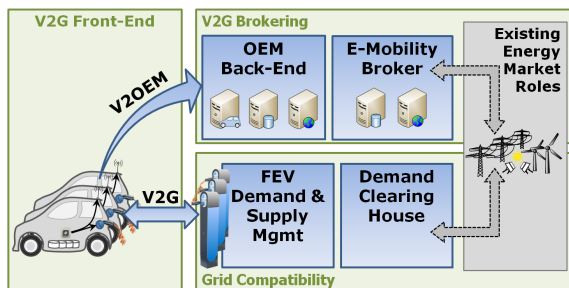 V2G Front-End
V2OEM
V2G
V2G Brokering
OEM
Back-End
E-Mobility
Broker
FEV
Demand &
Supply
Mgmt
Demand
Clearing
House
Grid Compatibility
Existing
Energy
Market
Roles